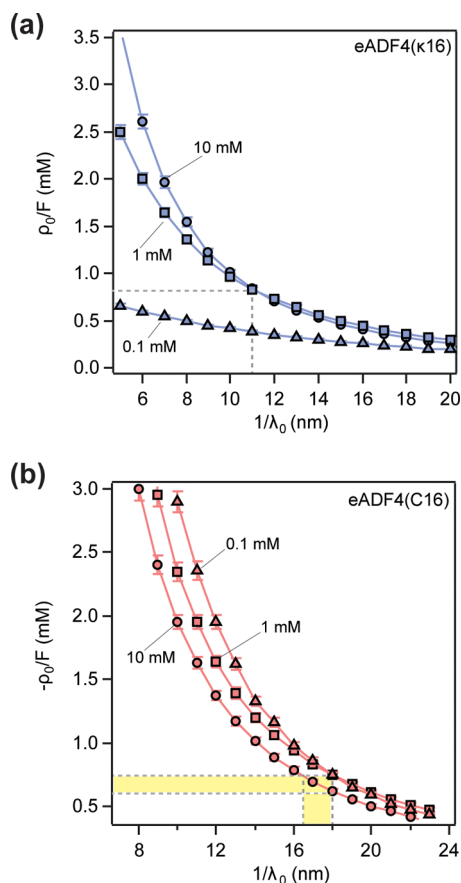 (a)
eADF4(κ16)
3.5
3.0
2.5
2.0
1.5
1.0
0.5
0.0
ρ₀/F (mM)
10 mM
1 mM
0.1 mM
6 8 10 12 14 16 18 20
1/λ₀ (nm)
(b)
eADF4(C16)
3.0
2.5
2.0
1.5
1.0
0.5
-ρ₀/F (mM)
0.1 mM
1 mM
10 mM
8 12 16 20 24
1/λ₀ (nm)